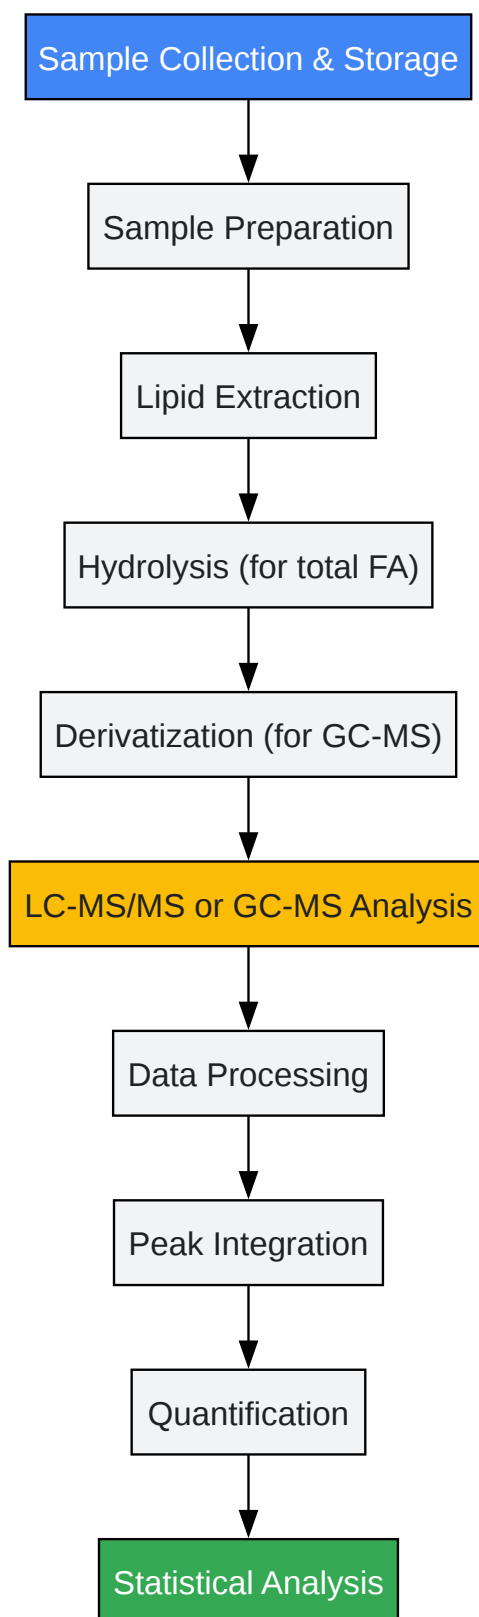 Sample Collection & Storage
Sample Preparation
Lipid Extraction
Hydrolysis (for total FA)
Derivatization (for GC-MS)
LC-MS/MS or GC-MS Analysis
Data Processing
Peak Integration
Quantification
Statistical Analysis